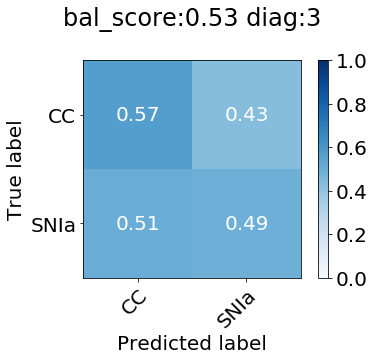 bal_score:0.53 diag:3
True label
CC
0.57
0.43
SNIa
0.51
0.49
CC
SNIa
Predicted label
1.0
0.8
0.6
0.4
0.2
0.0